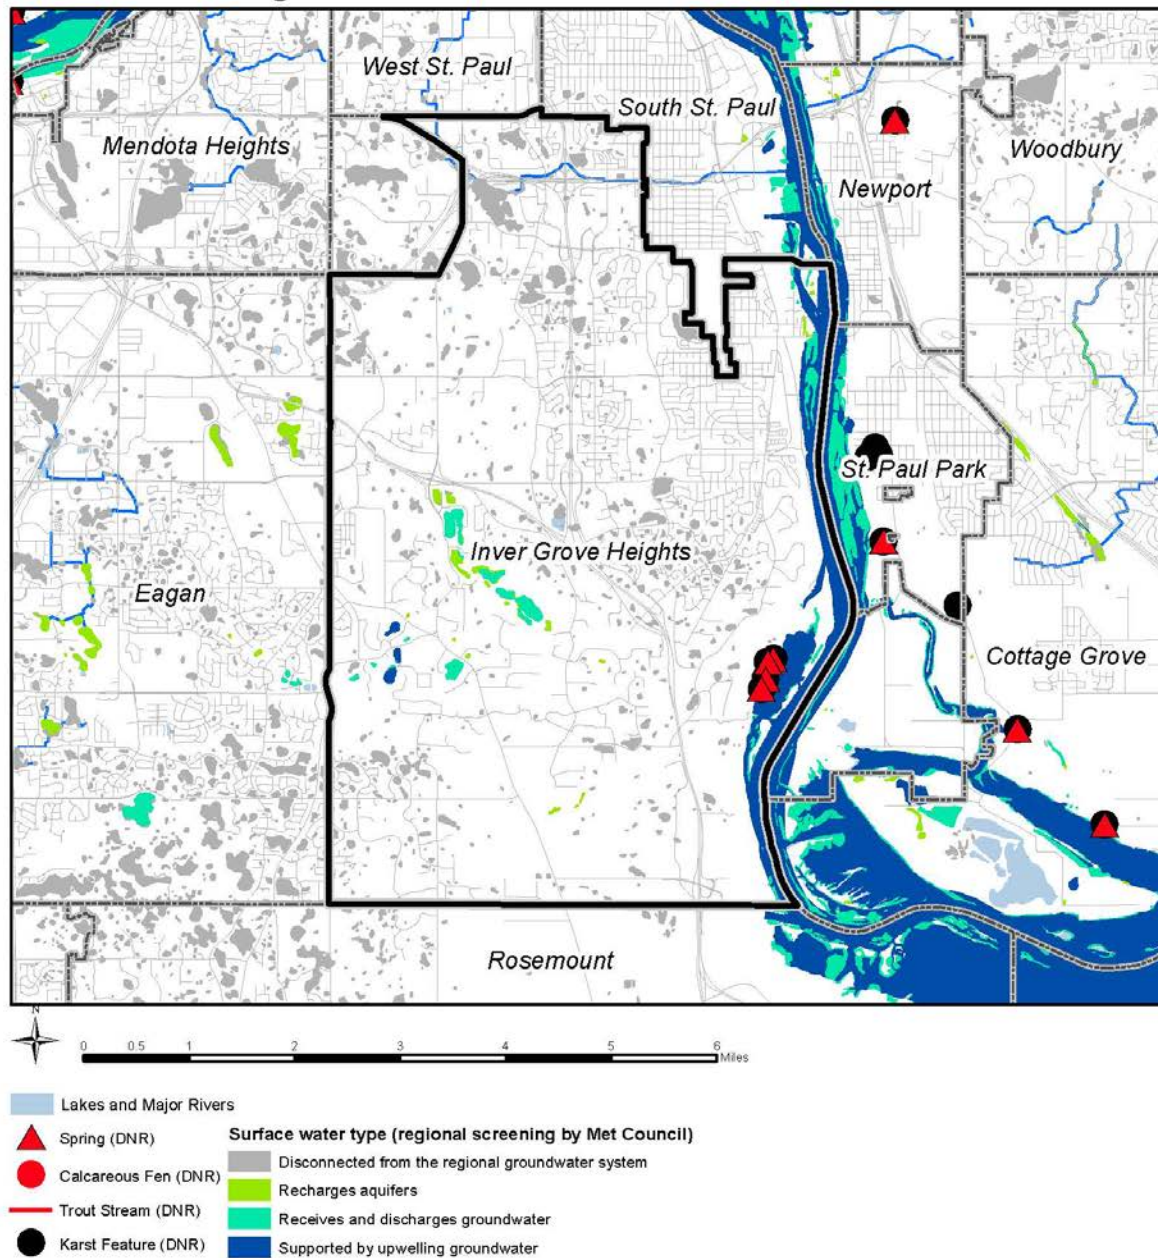 West St. Paul
South St. Paul
Mendota Heights
Woodbury
Newport
St. Paul Park
Inver Grove Heights
Eagan
Cottage Grove
Rosemount
N
0 0.5 1 2 3 4 5 6
Miles
Lakes and Major Rivers
Spring (DNR)
Calcareous Fen (DNR)
Trout Stream (DNR)
Karst Feature (DNR)
Surface water type (regional screening by Met Council)
Disconnected from the regional groundwater system
Recharges aquifers
Receives and discharges groundwater
Supported by upwelling groundwater